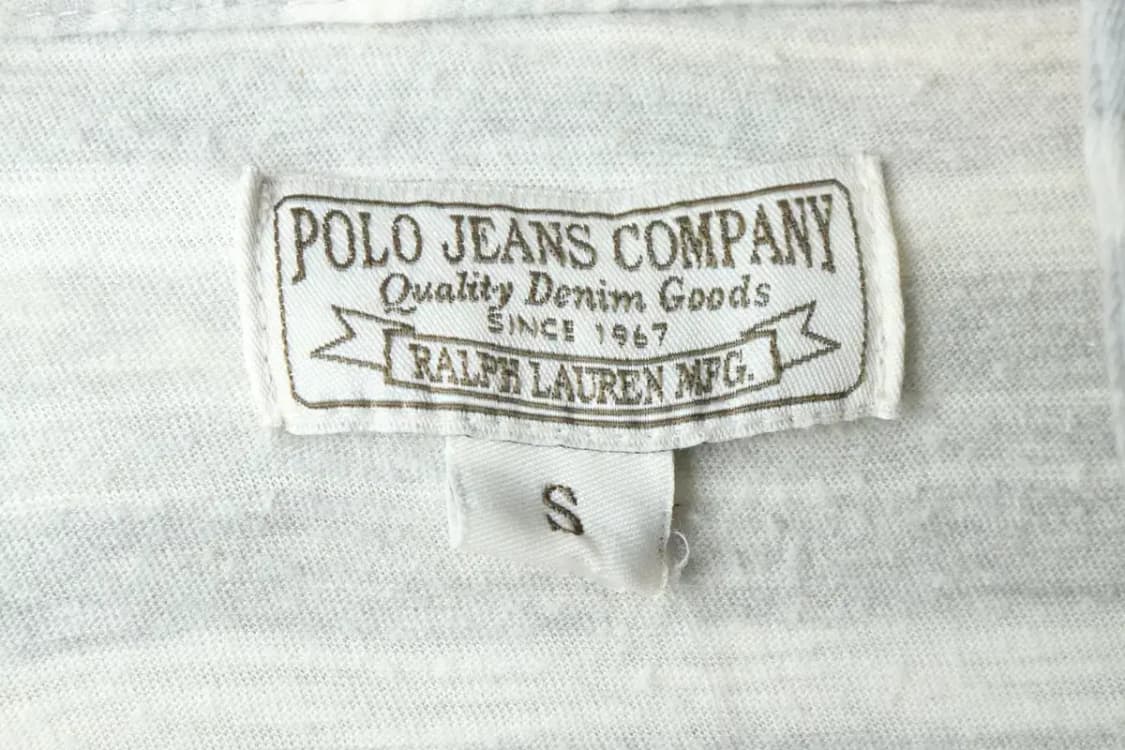 POLO JEANS COMPANY
Quality Denim Goods
SINCE 1967
RALPH LAUREN MFG.
S